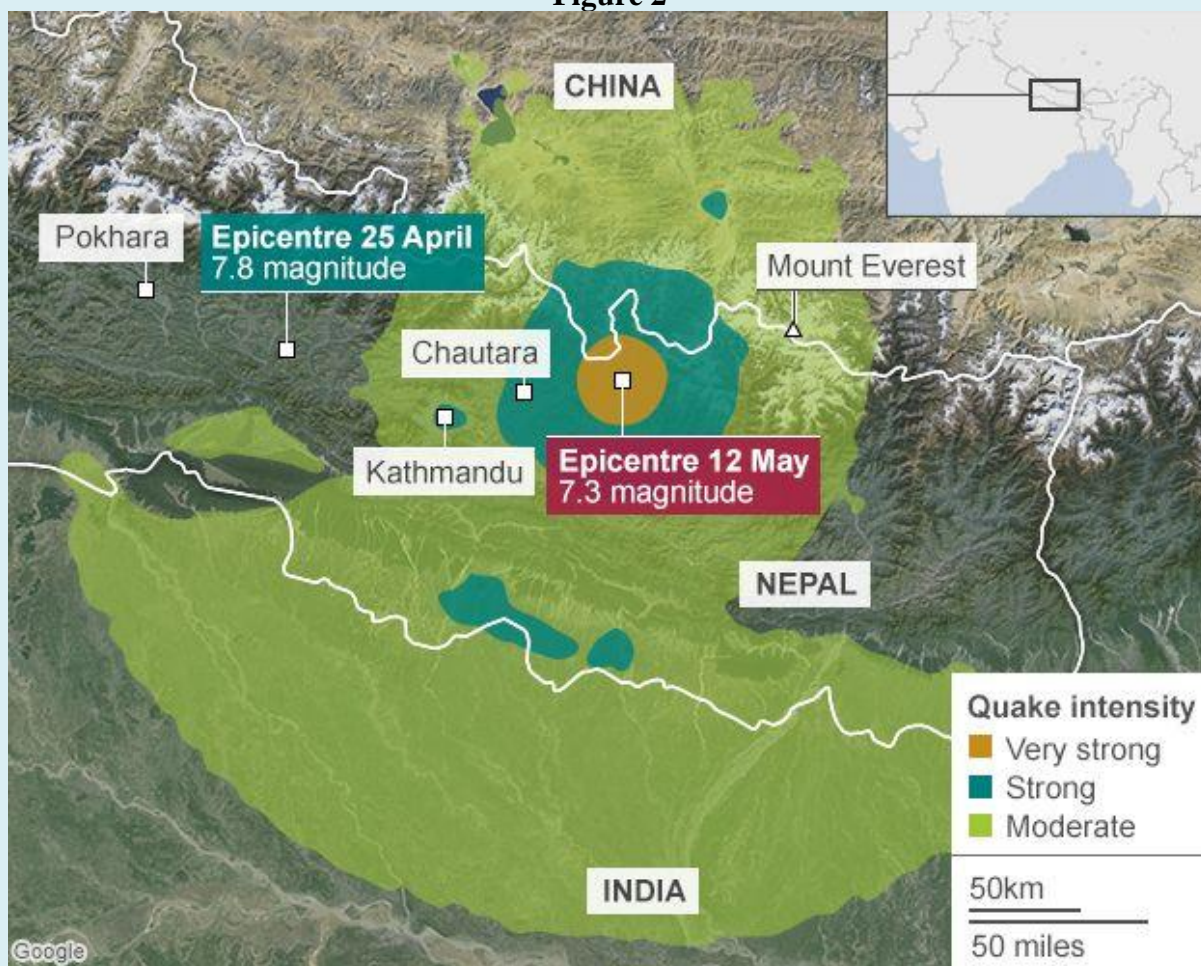 Figure 2
CHINA
Pokhara
Epicentre 25 April
7.8 magnitude
Mount Everest
Chautara
Kathmandu
Epicentre 12 May
7.3 magnitude
NEPAL
INDIA
Quake intensity
Very strong
Strong
Moderate
50km
50 miles
Google